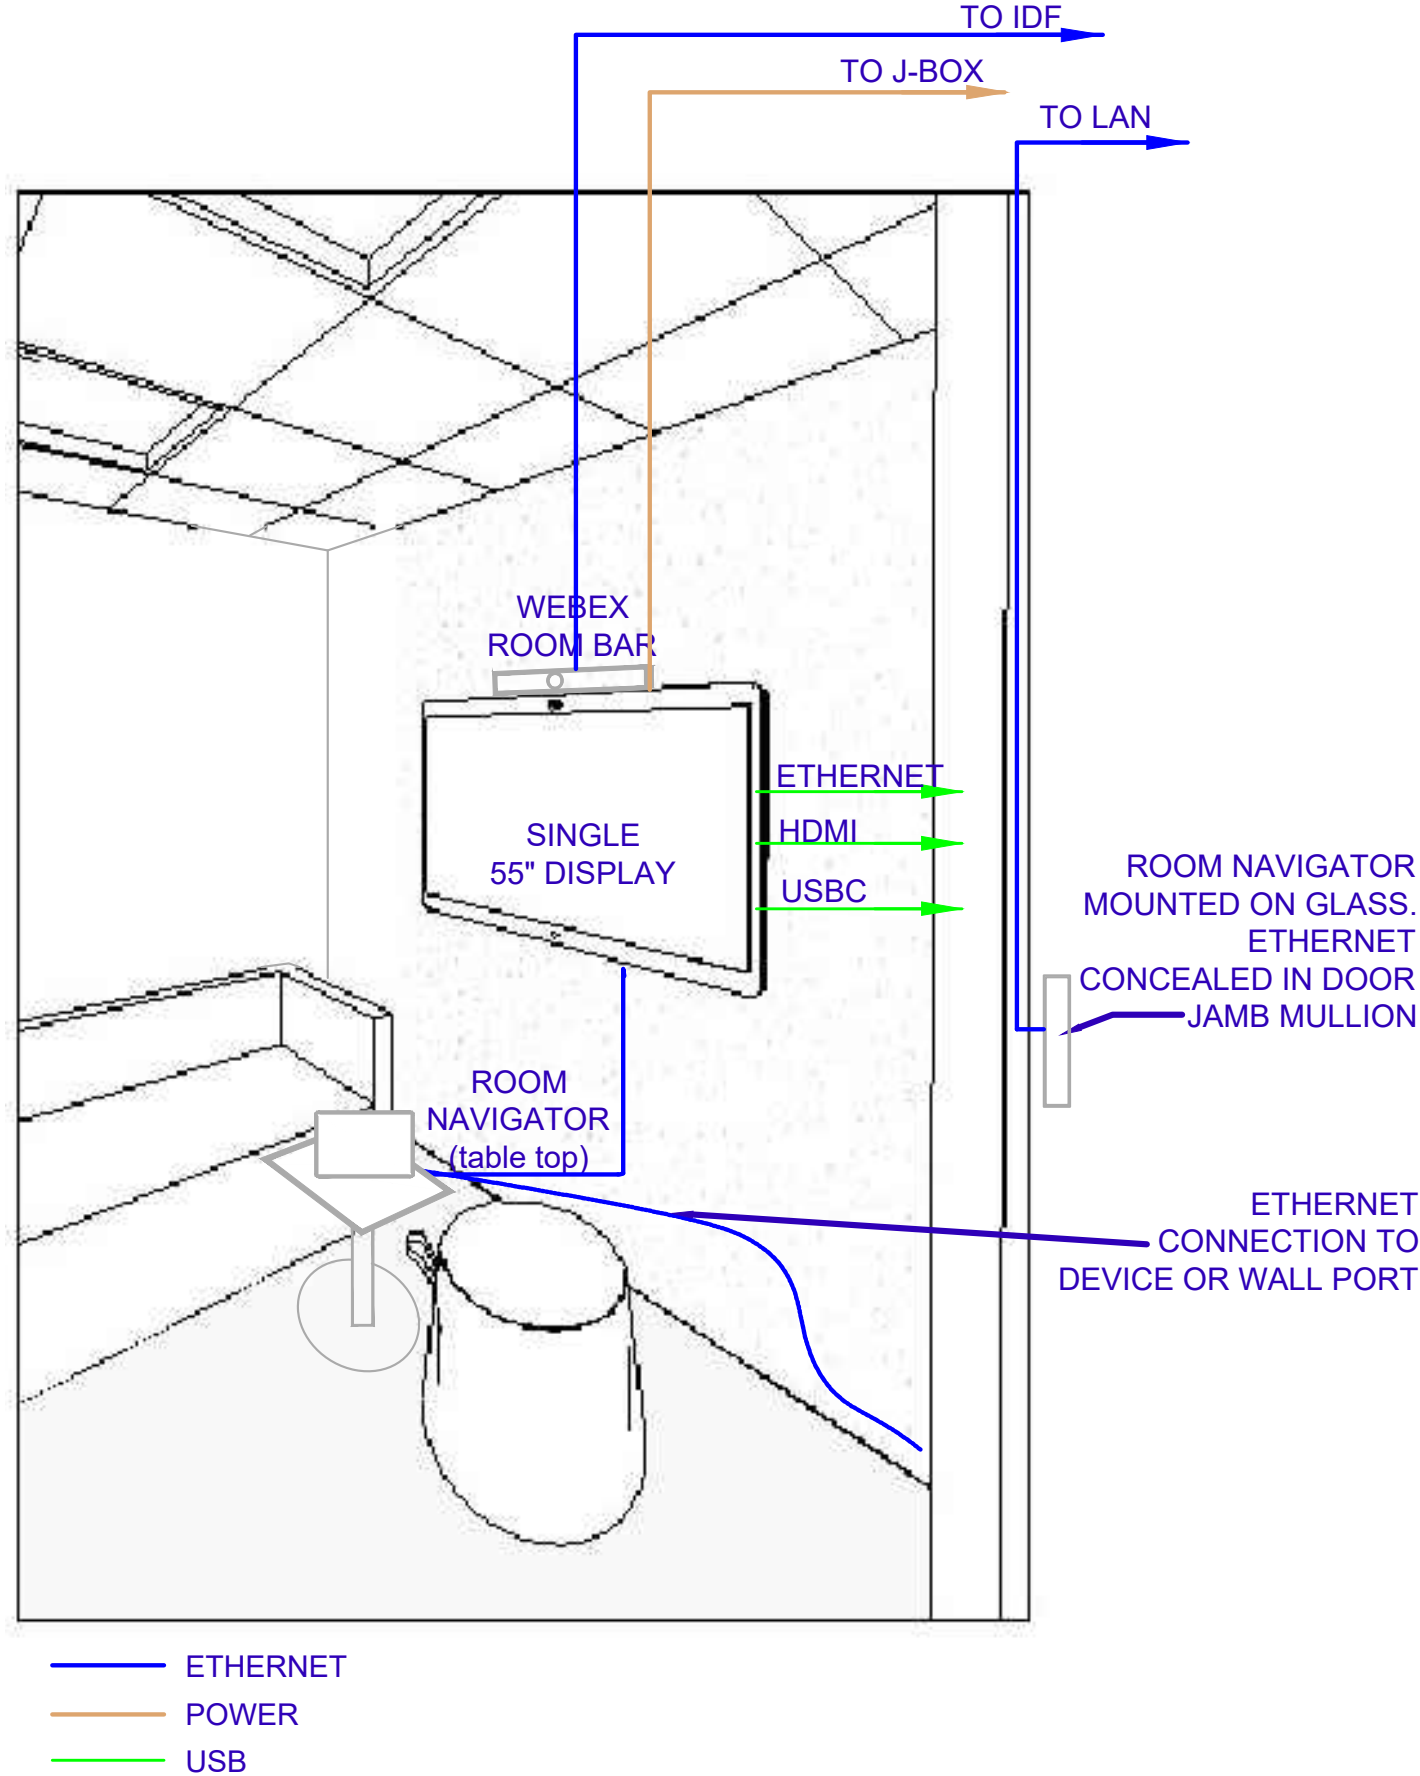 TO IDF
TO J-BOX
TO LAN
WEBEX
ROOM BAR
ETHERNET
HDMI
USBC
SINGLE
55" DISPLAY
ROOM NAVIGATOR
MOUNTED ON GLASS.
ETHERNET
CONCEALED IN DOOR
JAMB MULLION
ROOM
NAVIGATOR
(table top)
ETHERNET
CONNECTION TO
DEVICE OR WALL PORT
ETHERNET
POWER
USB